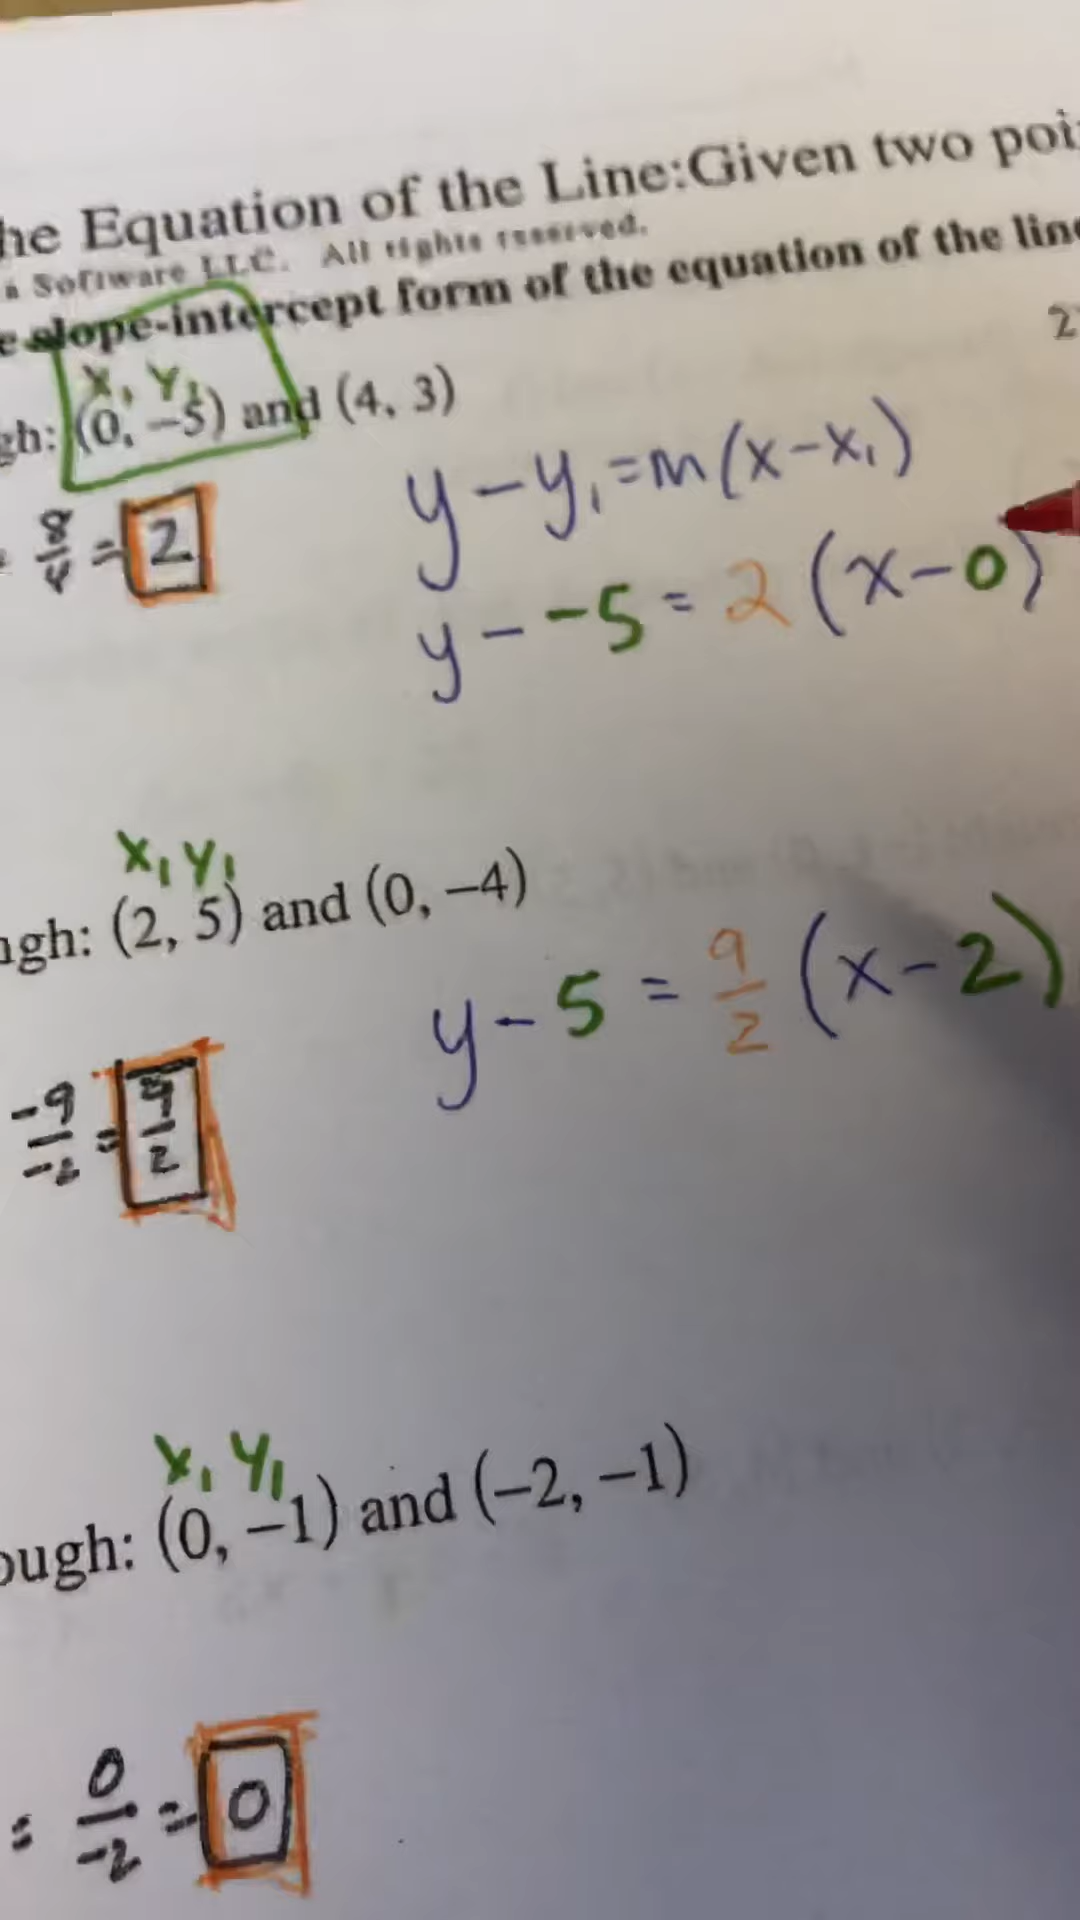 he Equation of the Line:Given two poi
a Software LLC. All rights reserved.
e slope-intercept form of the equation of the line
2
x₁ y₁
gh: (0, −5) and (4, 3)
y - y₁ = m(x - x₁)
8/4 = 2
y - -5 = 2(x - 0)
x₁ y₁
ugh: (2, 5) and (0, −4)
y - 5 = 9/2 (x - 2)
-9/-2 = 9/2
x₁ y₁
ough: (0, −1) and (−2, −1)
= 0/-2 = 0